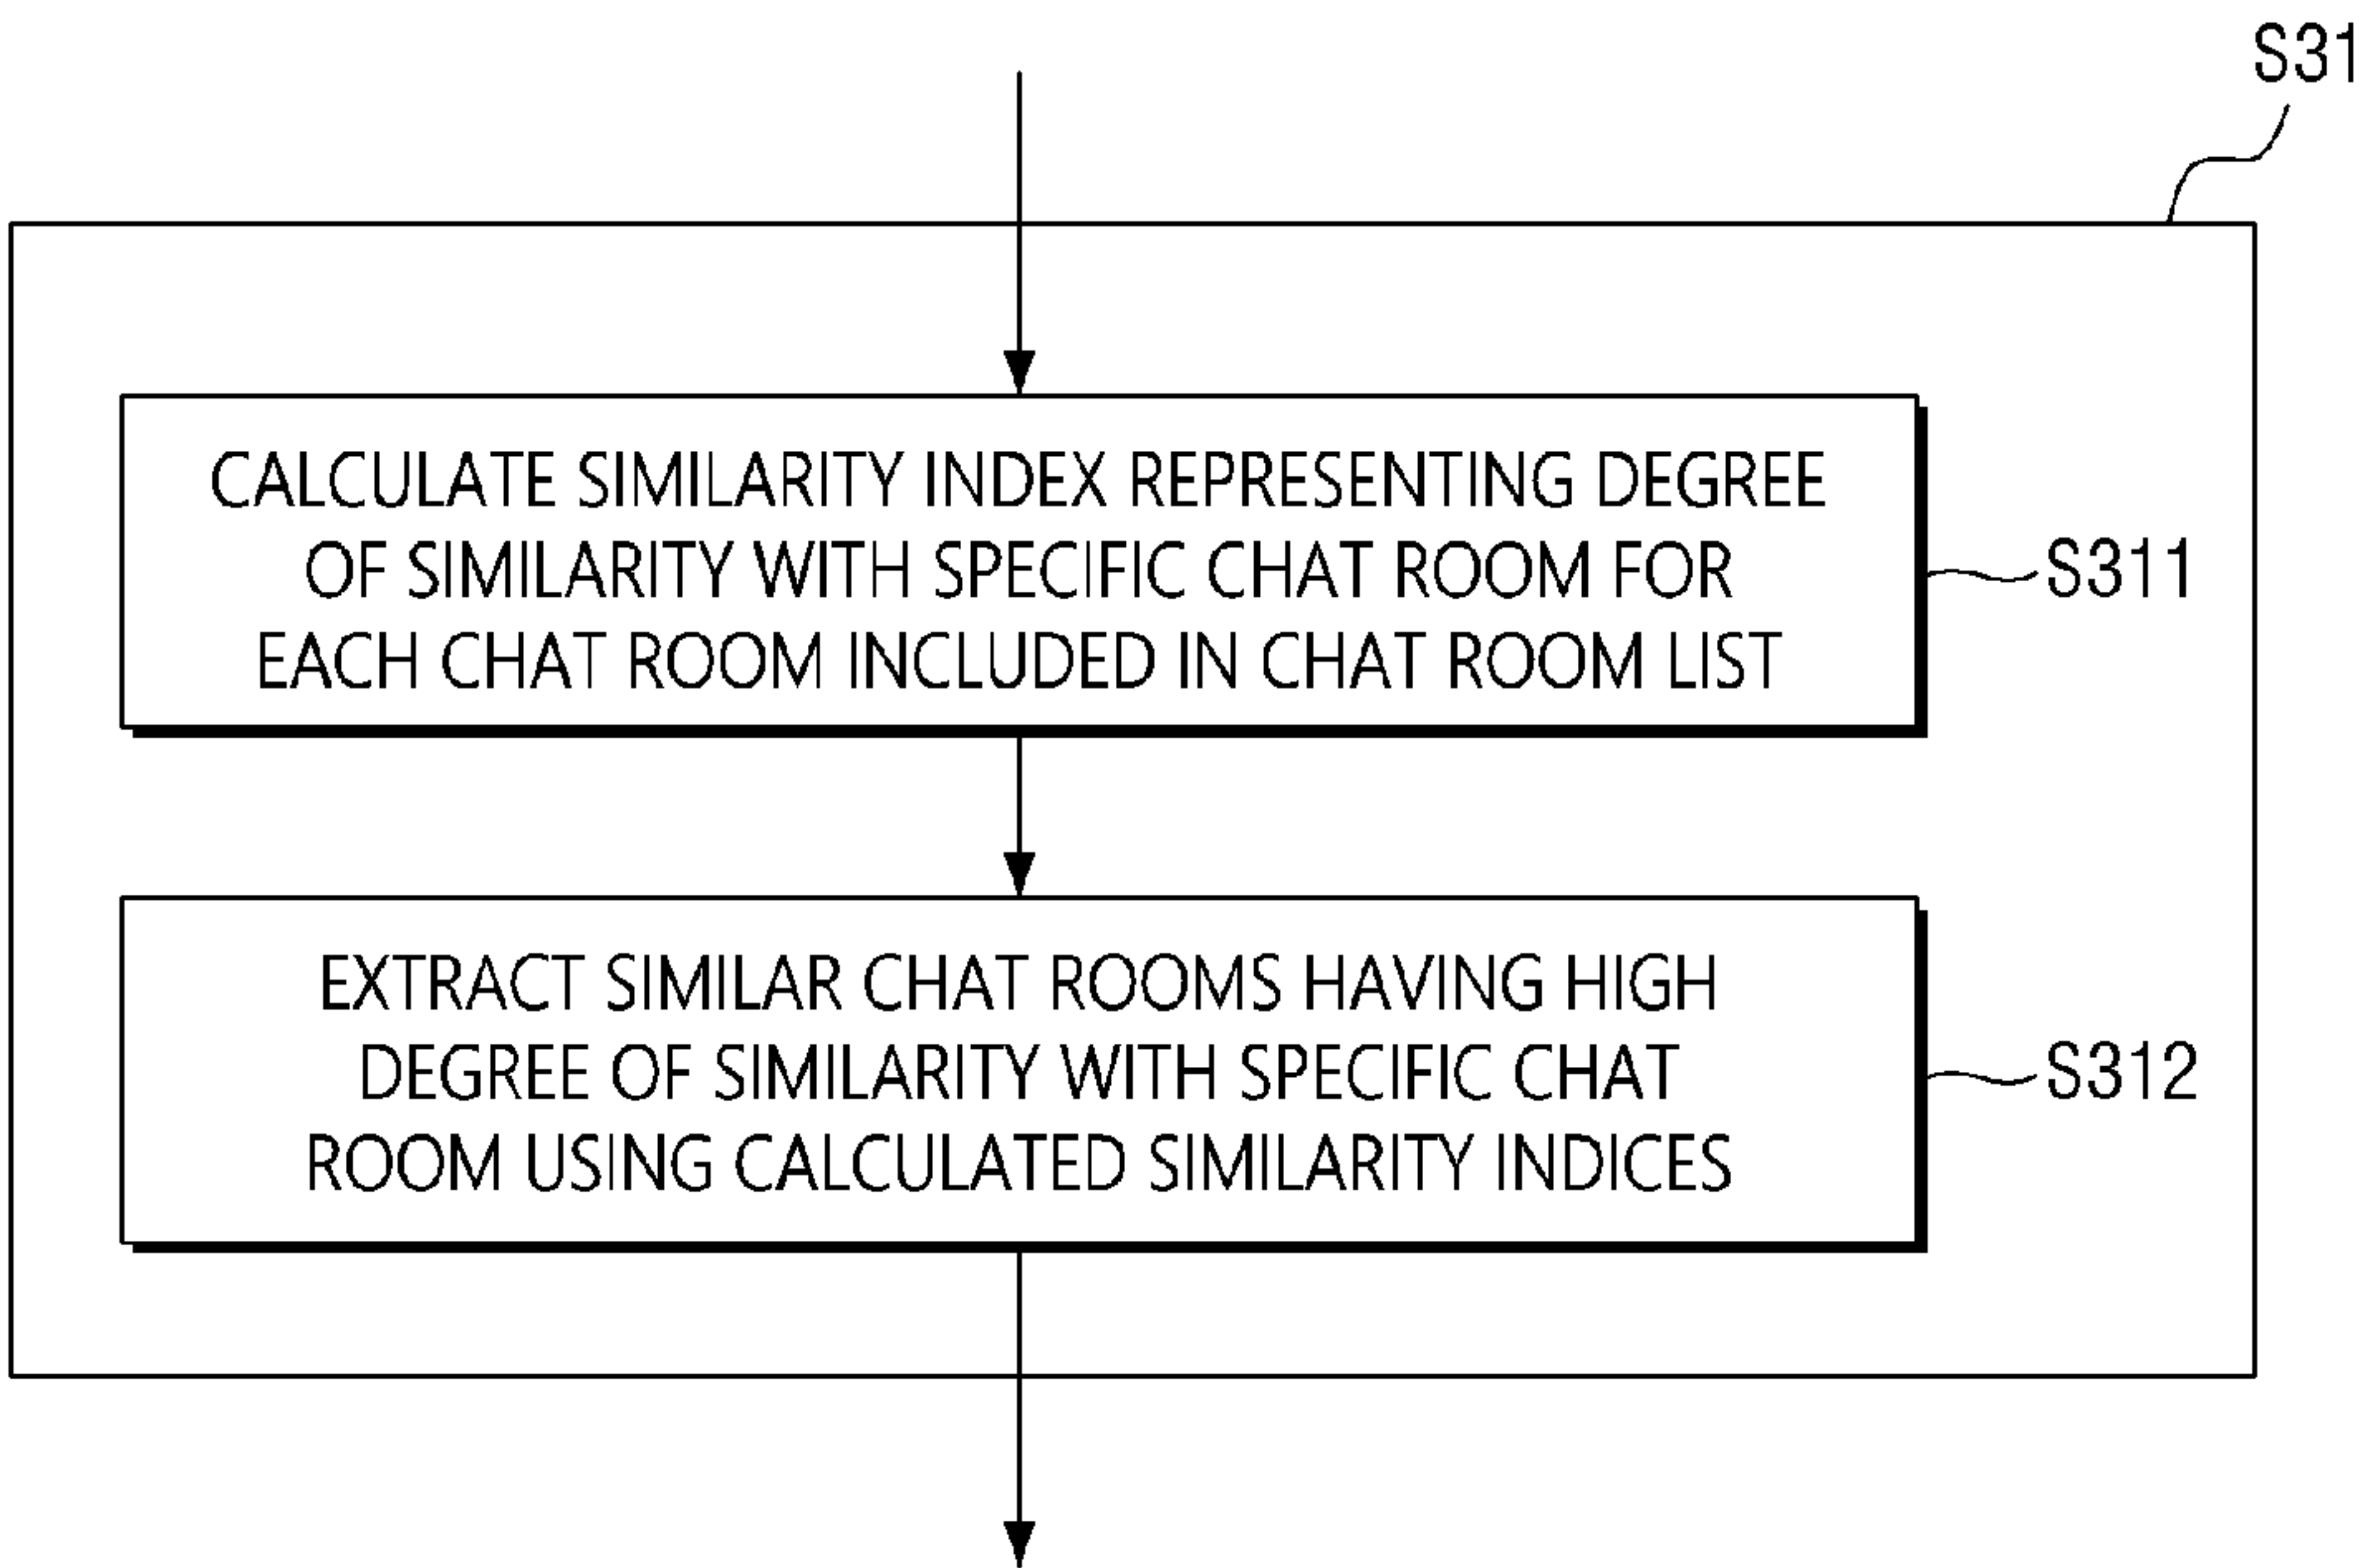 S31
CALCULATE SIMILARITY INDEX REPRESENTING DEGREE
OF SIMILARITY WITH SPECIFIC CHAT ROOM FOR
EACH CHAT ROOM INCLUDED IN CHAT ROOM LIST
S311
EXTRACT SIMILAR CHAT ROOMS HAVING HIGH
DEGREE OF SIMILARITY WITH SPECIFIC CHAT
ROOM USING CALCULATED SIMILARITY INDICES
S312